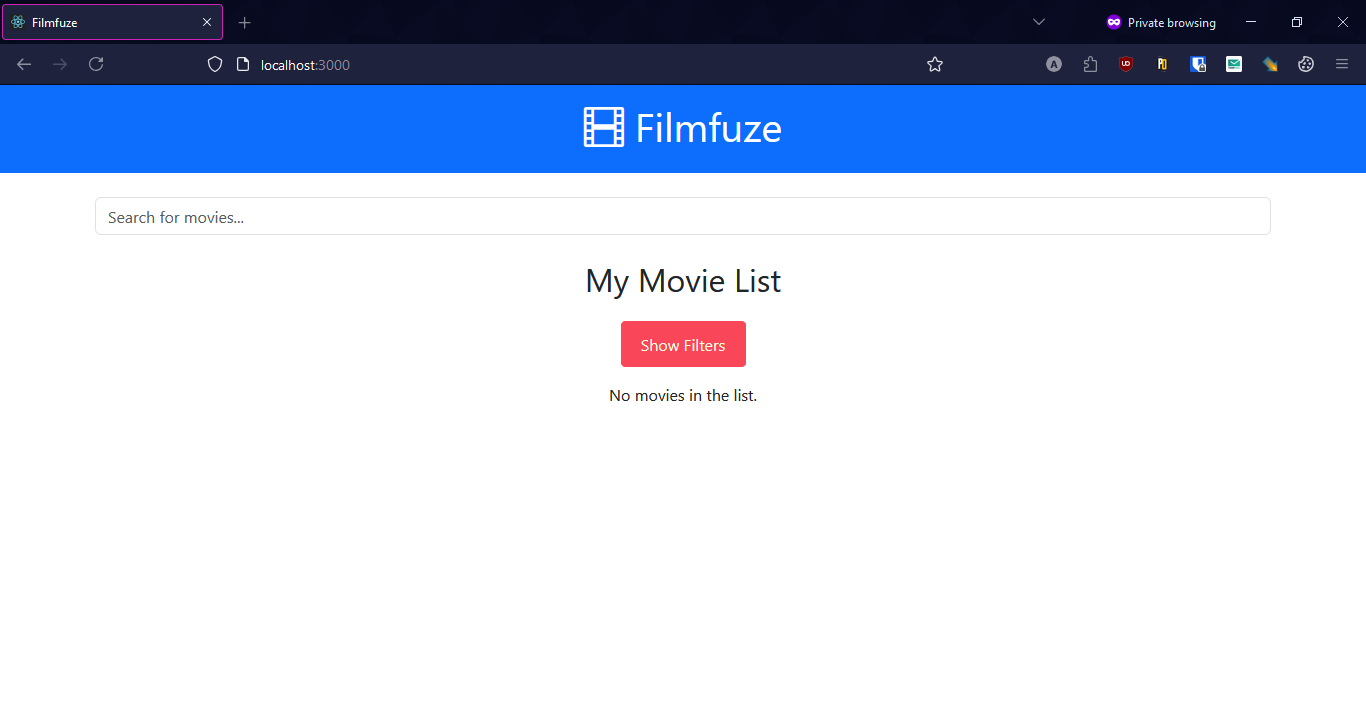 Filmfuze
Private browsing
localhost:3000
Filmfuze
Search for movies...
My Movie List
Show Filters
No movies in the list.